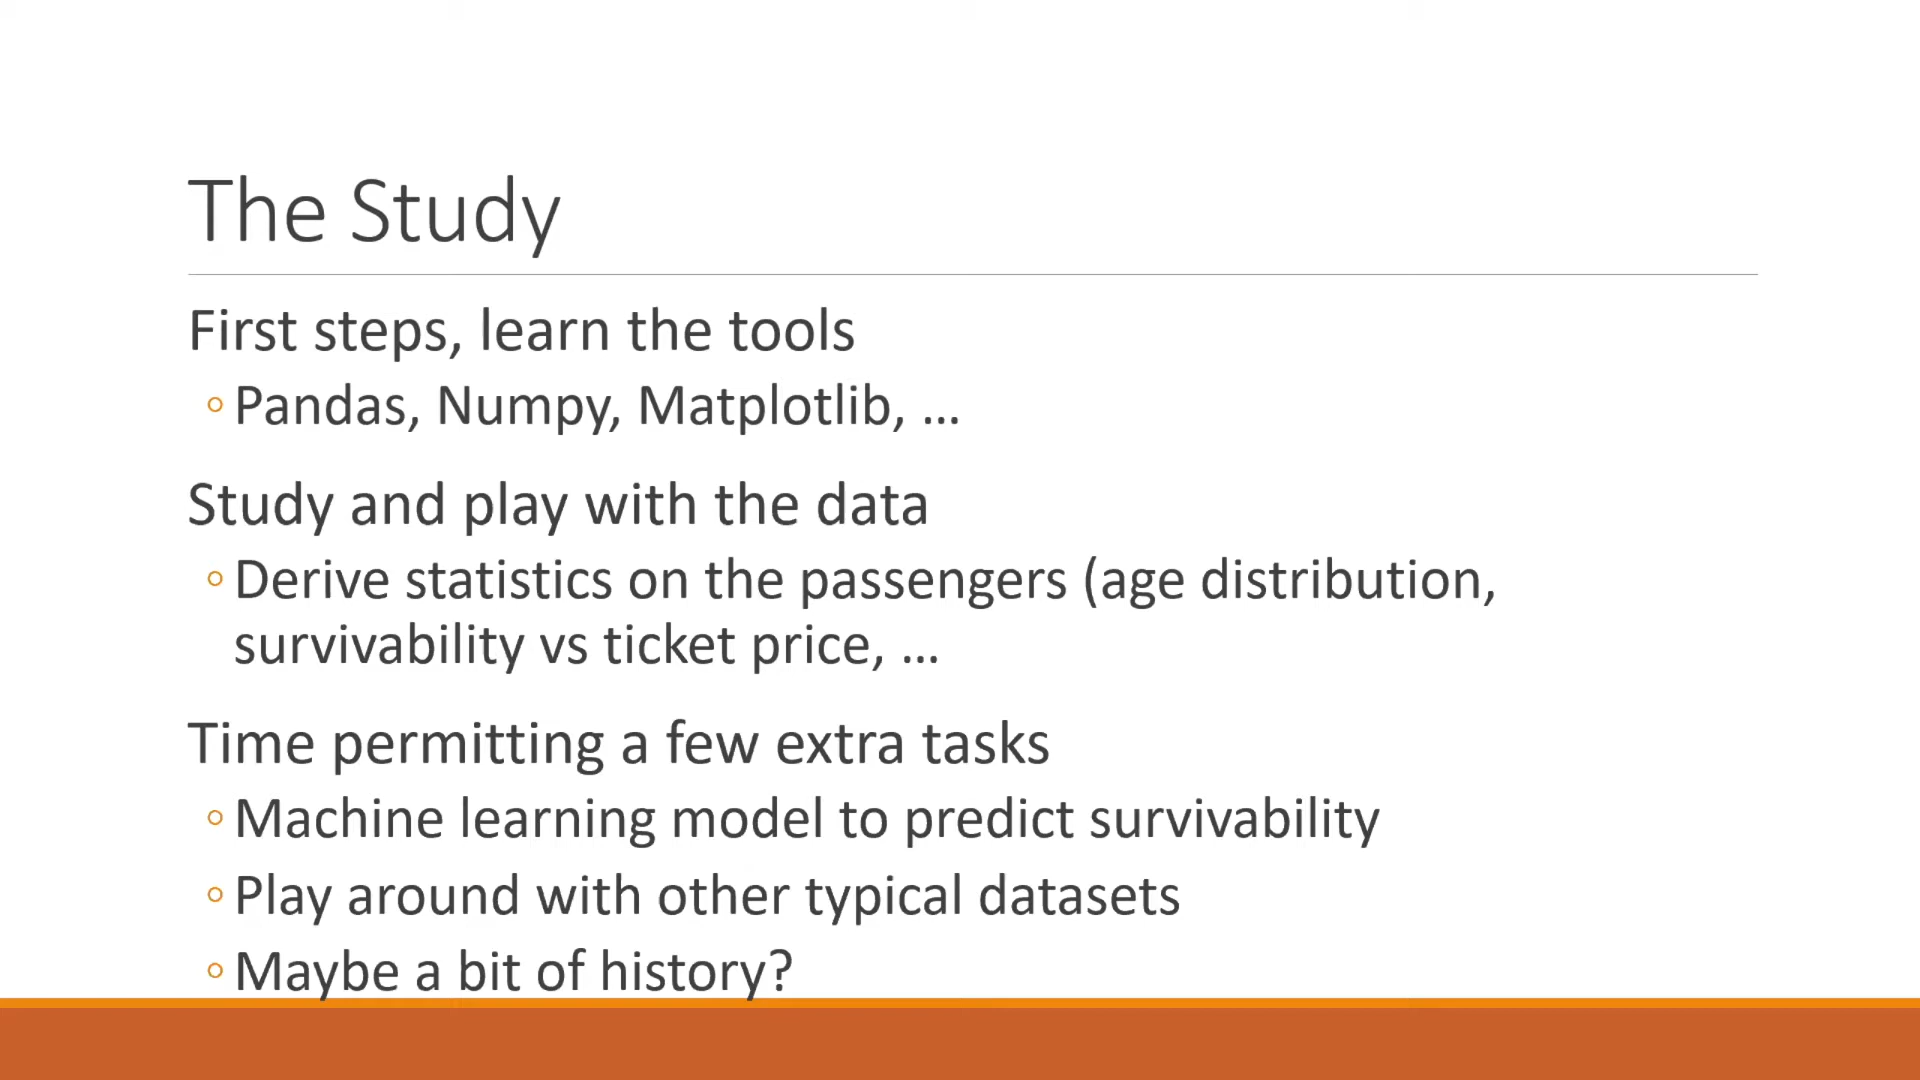 The Study
First steps, learn the tools
◦ Pandas, Numpy, Matplotlib, …
Study and play with the data
◦ Derive statistics on the passengers (age distribution,
survivability vs ticket price, …
Time permitting a few extra tasks
◦ Machine learning model to predict survivability
◦ Play around with other typical datasets
◦ Maybe a bit of history?